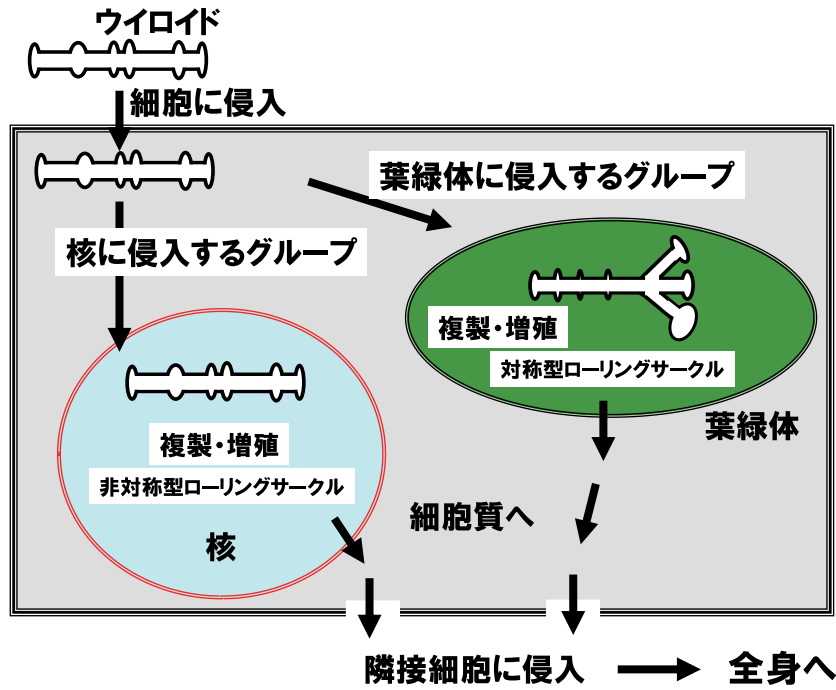 ウイロイド
細胞に侵入
葉緑体に侵入するグループ
核に侵入するグループ
複製・増殖
対称型ローリングサークル
葉緑体
複製・増殖
非対称型ローリングサークル
核
細胞質へ
隣接細胞に侵入
全身へ